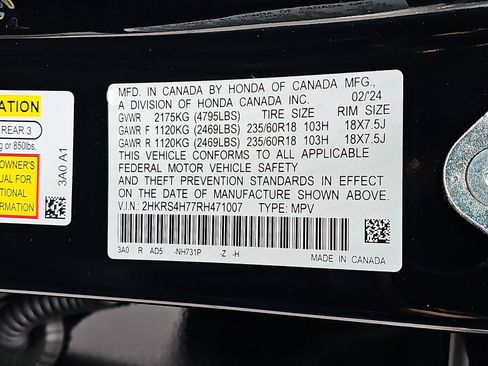 MFD. IN CANADA BY HONDA OF CANADA MFG.,
A DIVISION OF HONDA CANADA INC. 02/'24
GVWR 2175KG (4795LBS) TIRE SIZE RIM SIZE
GAWR F 1120KG (2469LBS) 235/60R18 103H 18X7.5J
GAWR R 1120KG (2469LBS) 235/60R18 103H 18X7.5J
THIS VEHICLE CONFORMS TO ALL APPLICABLE
FEDERAL MOTOR VEHICLE SAFETY
AND THEFT PREVENTION STANDARDS IN EFFECT
ON THE DATE OF MANUFACTURE SHOWN ABOVE.
V.I.N: 2HKRS4H77RH471007 TYPE: MPV
3A0 R AD5 -NH731P -Z -H
MADE IN CANADA
ATION
REAR 3
g or 850lbs.
OWNER'S
UAL FOR
TIONAL
RMATION
3A0 A1